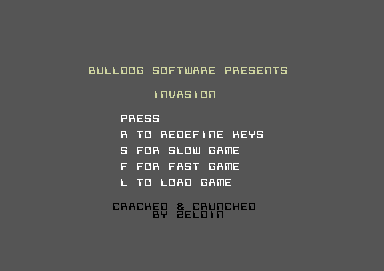 BULLDOG SOFTWARE PRESENTS
INVASION
PRESS
R TO REDEFINE KEYS
S FOR SLOW GAME
F FOR FAST GAME
L TO LOAD GAME
CRACKED & CRUNCHED
BY ZELDIN